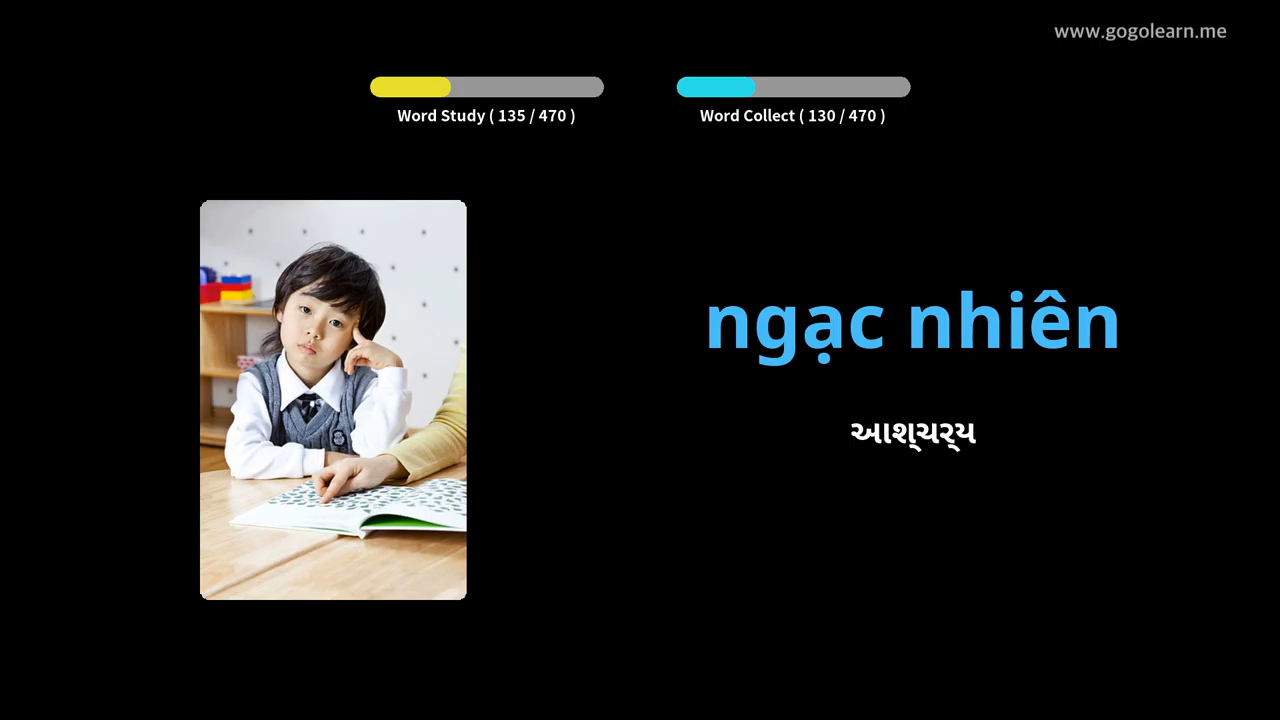 www.gogolearn.me
Word Study ( 135 / 470 )
Word Collect ( 130 / 470 )
ngạc nhiên
આશ્ચર્ય